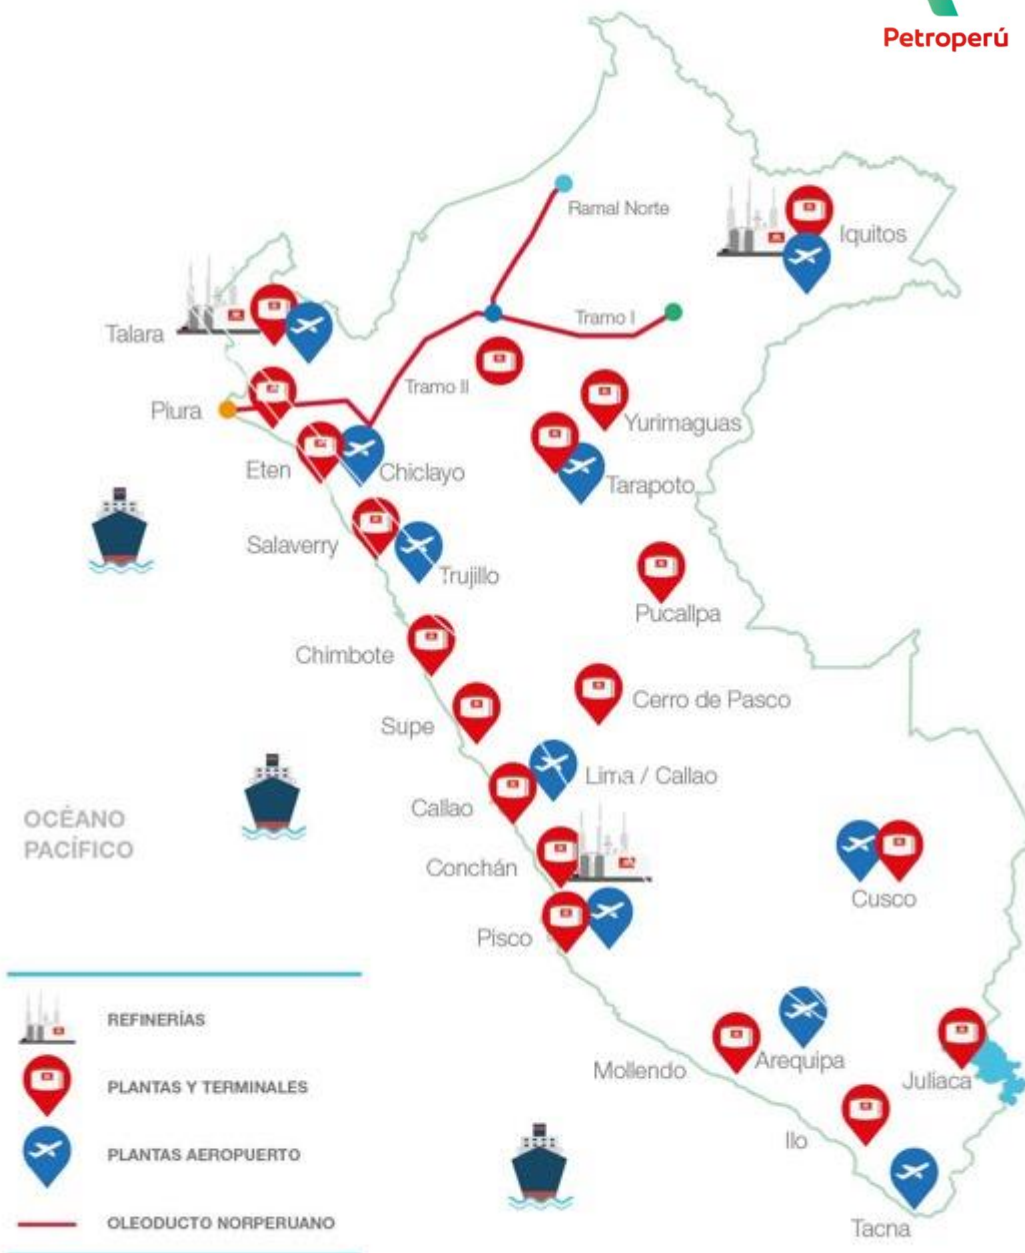 Petroperú
Ramal Norte
Iquitos
Talara
Tramo I
Tramo II
Piura
Yurimaguas
Eten
Chiclayo
Tarapoto
Salaverry
Trujillo
Pucallpa
Chimbote
Cerro de Pasco
Supe
Lima / Callao
Callao
OCÉANO
PACÍFICO
Conchán
Cusco
Pisco
REFINERÍAS
Arequipa
Mollendo
Juliaca
PLANTAS Y TERMINALES
Ilo
PLANTAS AEROPUERTO
OLEODUCTO NORPERUANO
Tacna